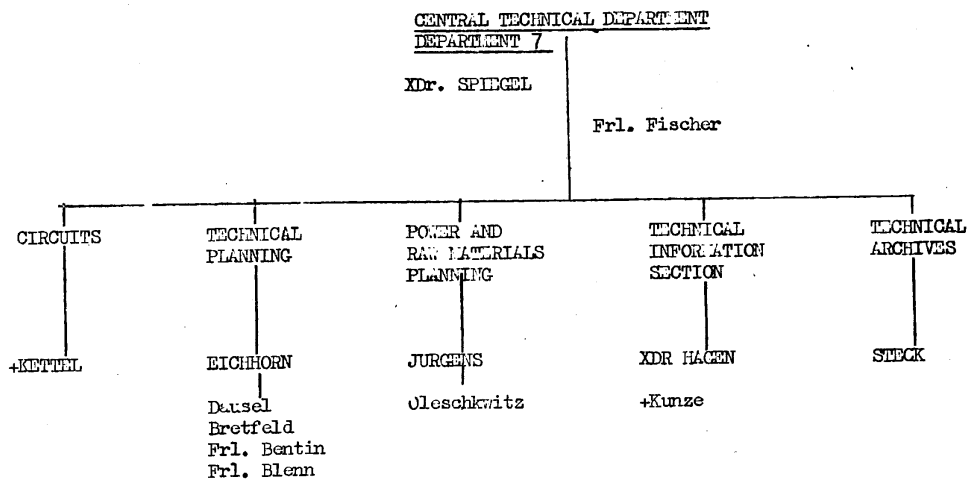 CENTRAL TECHNICAL DEPARTMENT
DEPARTMENT 7
XDr. SPIEGEL
Frl. Fischer
CIRCUITS
TECHNICAL
PLANNING
POWER AND
RAW MATERIALS
PLANNING
TECHNICAL
INFORMATION
SECTION
TECHNICAL
ARCHIVES
+KETTEL
EICHHORN
JURGENS
XDR HAGEN
STECK
Dausel
Bretfeld
Frl. Bentin
Frl. Blenn
Oleschkwitz
+Kunze